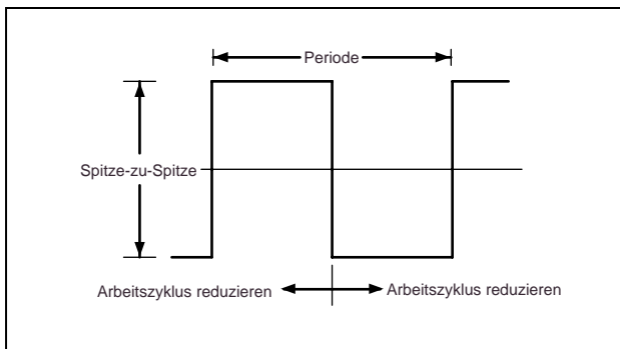 Periode
Spitze-zu-Spitze
Arbeitszyklus reduzieren
Arbeitszyklus reduzieren